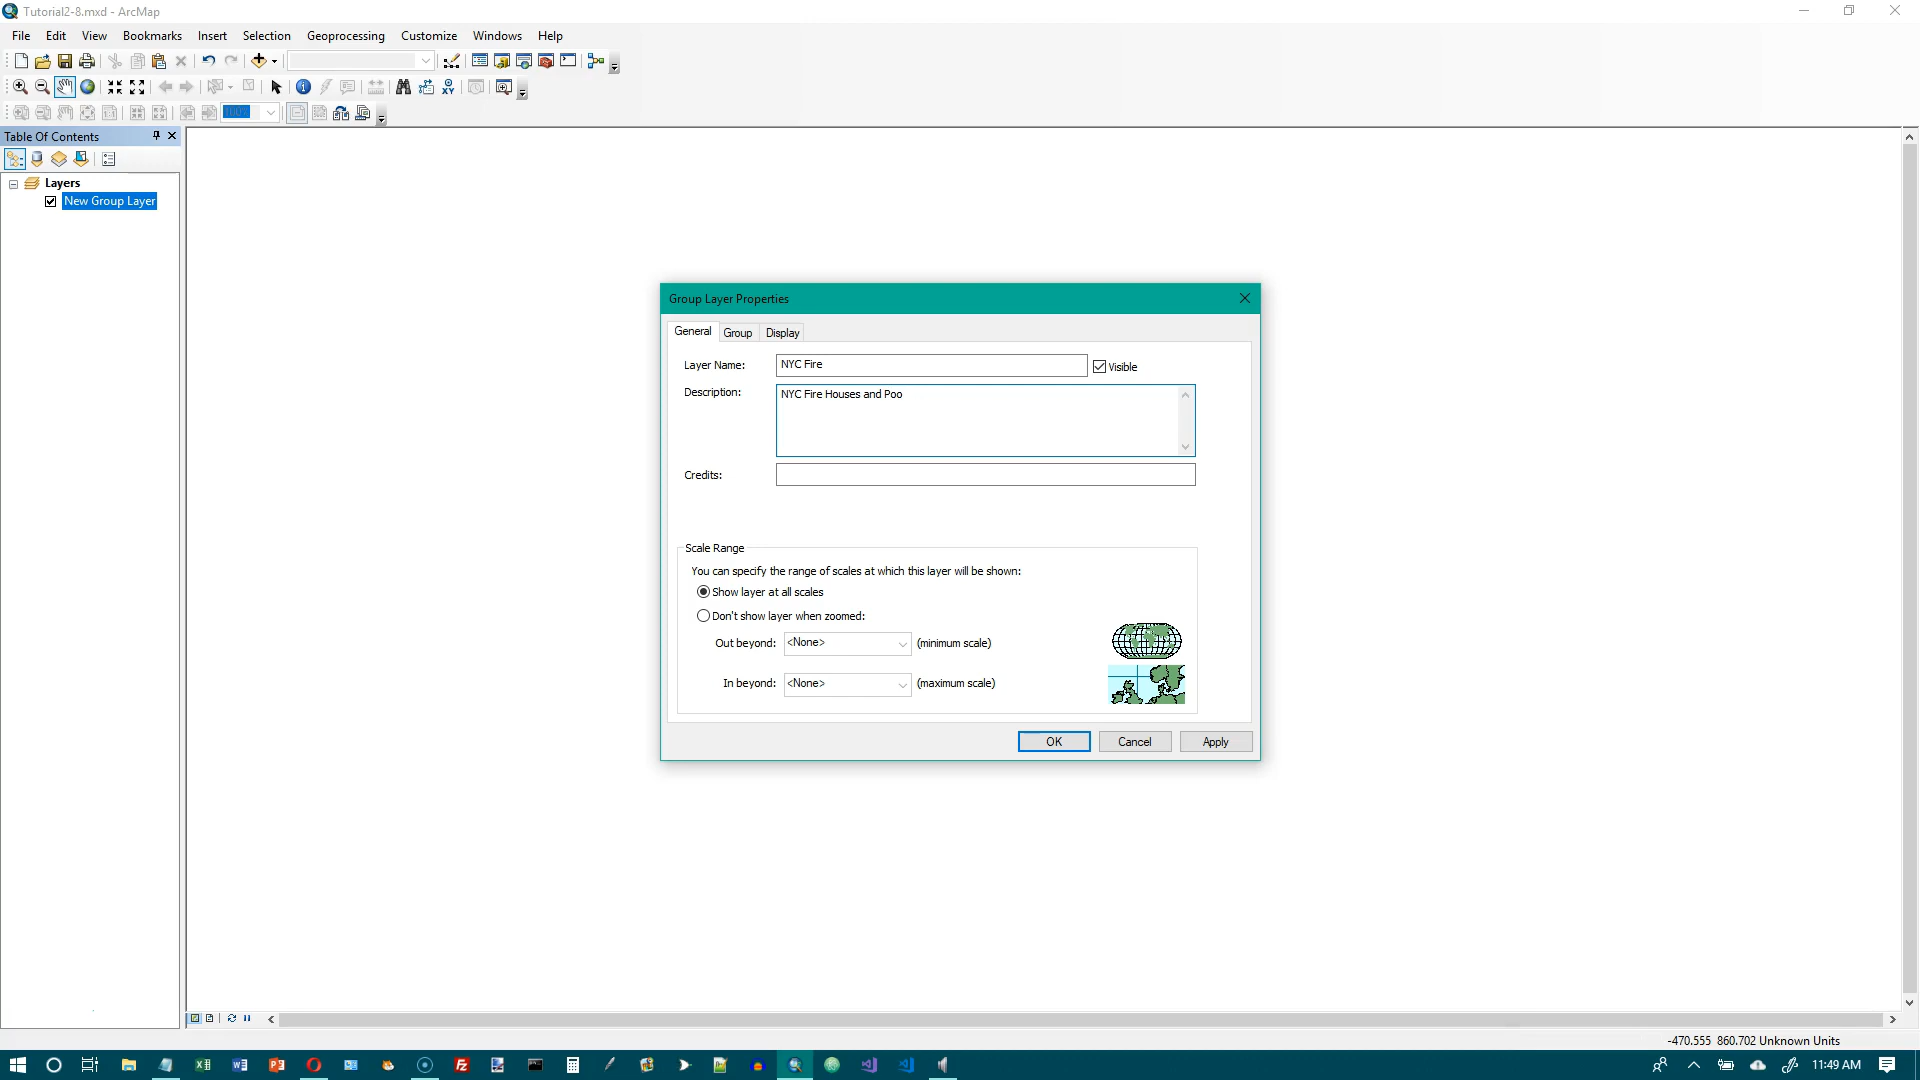 Tutorial2-8.mxd - ArcMap
File Edit View Bookmarks Insert Selection Geoprocessing Customize Windows Help
100%
Table Of Contents
Layers
New Group Layer
Group Layer Properties
General Group Display
Layer Name: NYC Fire Visible
Description: NYC Fire Houses and Poo
Credits:
Scale Range
You can specify the range of scales at which this layer will be shown:
Show layer at all scales
Don't show layer when zoomed:
Out beyond: <None> (minimum scale)
In beyond: <None> (maximum scale)
OK Cancel Apply
-470.555 860.702 Unknown Units
11:49 AM